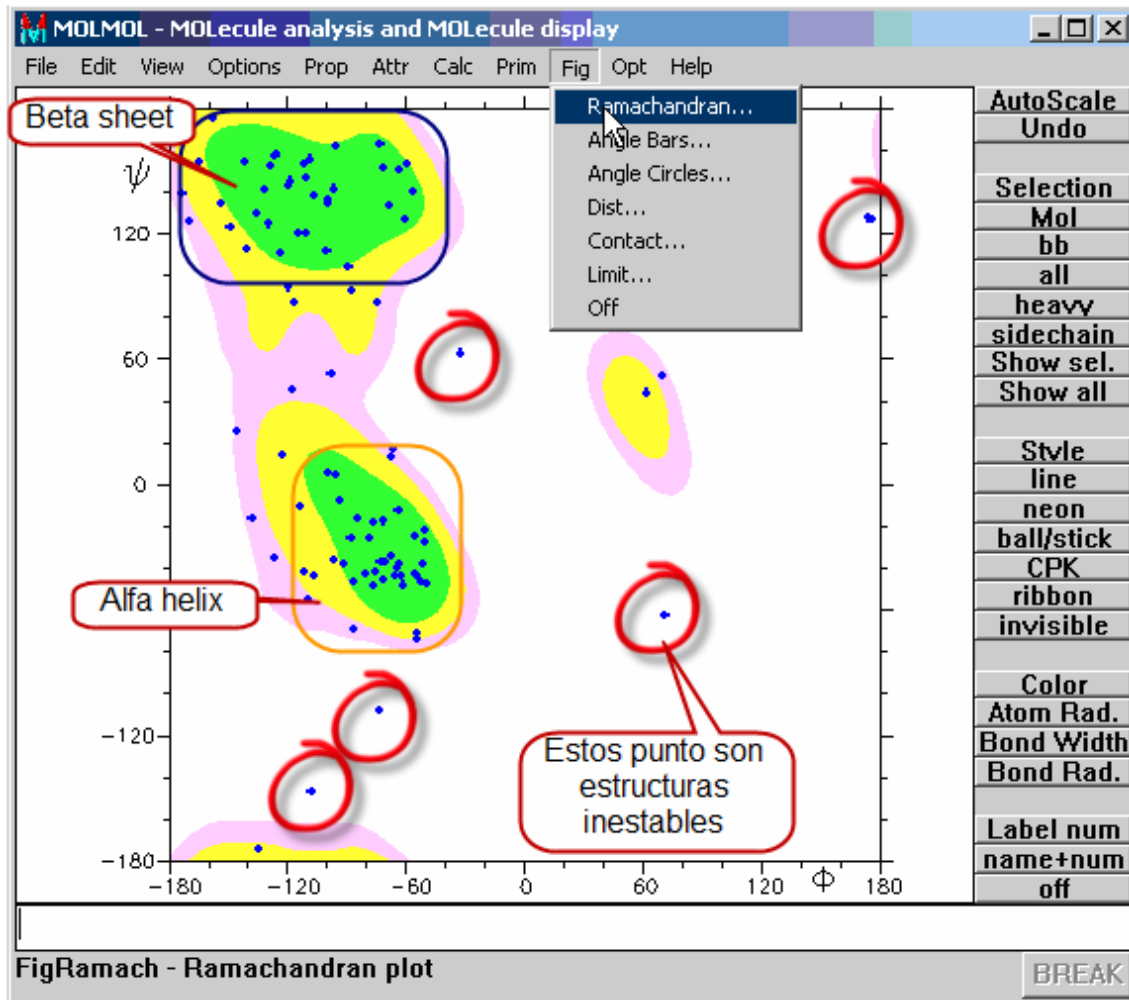 MOLMOL - MOLecule analysis and MOLecule display
File Edit View Options Prop Attr Calc Prim Fig Opt Help
Ramachandran...
Angle Bars...
Angle Circles...
Dist...
Contact...
Limit...
Off
Beta sheet
ψ
120
60
0
-60
-120
-180
Alfa helix
Estos punto son
estructuras
inestables
-180 -120 -60 0 60 120 Φ 180
AutoScale
Undo
Selection
Mol
bb
all
heavy
sidechain
Show sel.
Show all
Style
line
neon
ball/stick
CPK
ribbon
invisible
Color
Atom Rad.
Bond Width
Bond Rad.
Label num
name+num
off
FigRamach - Ramachandran plot
BREAK